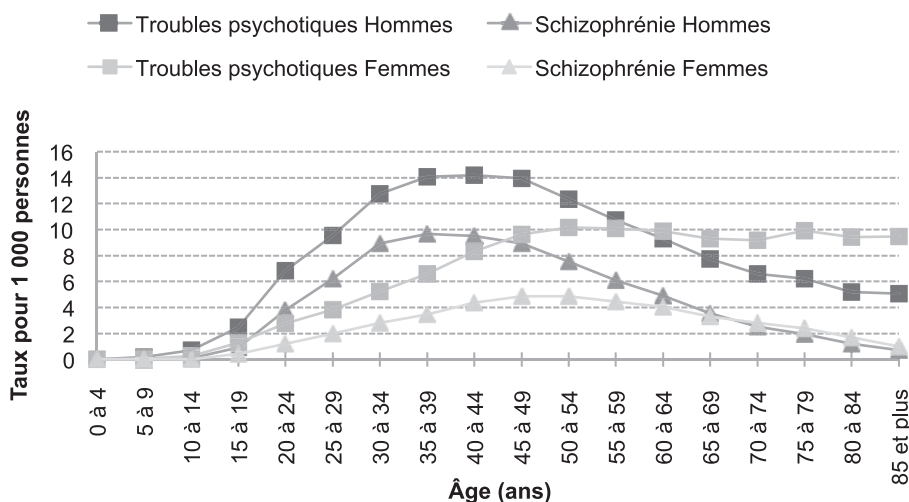 Troubles psychotiques Hommes
Schizophrénie Hommes
Troubles psychotiques Femmes
Schizophrénie Femmes
Taux pour 1 000 personnes
16
14
12
10
8
6
4
2
0
0 à 4
5 à 9
10 à 14
15 à 19
20 à 24
25 à 29
30 à 34
35 à 39
40 à 44
45 à 49
50 à 54
55 à 59
60 à 64
65 à 69
70 à 74
75 à 79
80 à 84
85 et plus
Âge (ans)